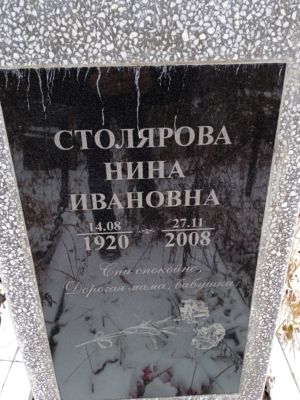 СТОЛЯРОВА
НИНА
ИВАНОВНА
14.08 27.11
1920 2008
Спи спокойно,
Дорогая мама, бабушка.